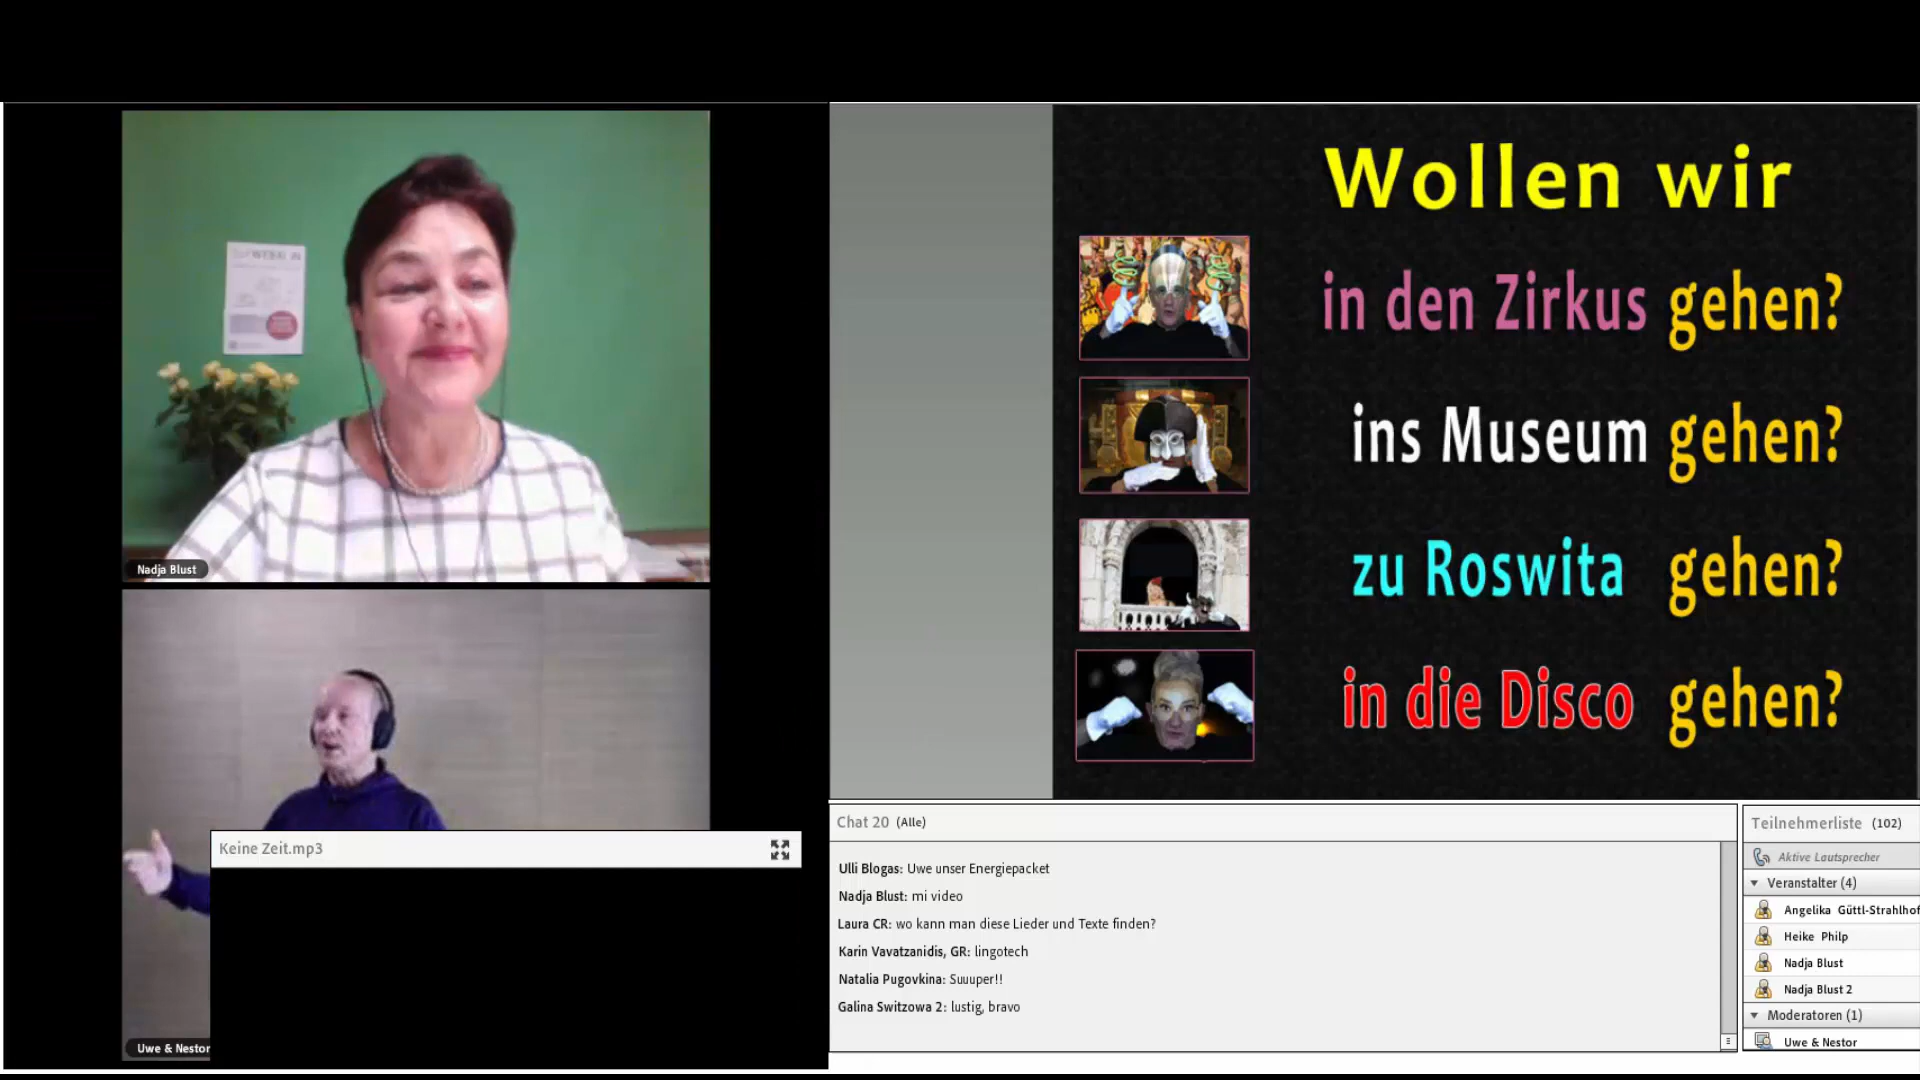 WEB
Nadja Blust
Uwe & Nestor
Keine Zeit.mp3
Wollen wir
in den Zirkus gehen?
ins Museum gehen?
zu Roswita gehen?
in die Disco gehen?
Chat 20 (Alle)
Ulli Blogas: Uwe unser Energiepacket
Nadja Blust: mi video
Laura CR: wo kann man diese Lieder und Texte finden?
Karin Vavatzanidis, GR: lingotech
Natalia Pugovkina: Suuuper!!
Galina Switzowa 2: lustig, bravo
Teilnehmerliste (102)
Aktive Lautsprecher
Veranstalter (4)
Angelika Güttl-Strahlhof
Heike Philp
Nadja Blust
Nadja Blust 2
Moderatoren (1)
Uwe & Nestor